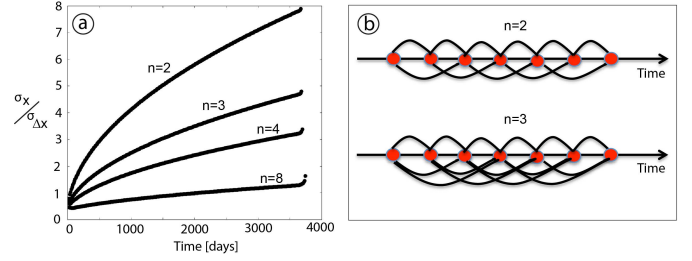 a
8
7
6
5
4
3
2
1
0
σx/σΔx
n=2
n=3
n=4
n=8
0
1000
2000
3000
4000
Time [days]
b
n=2
Time
n=3
Time